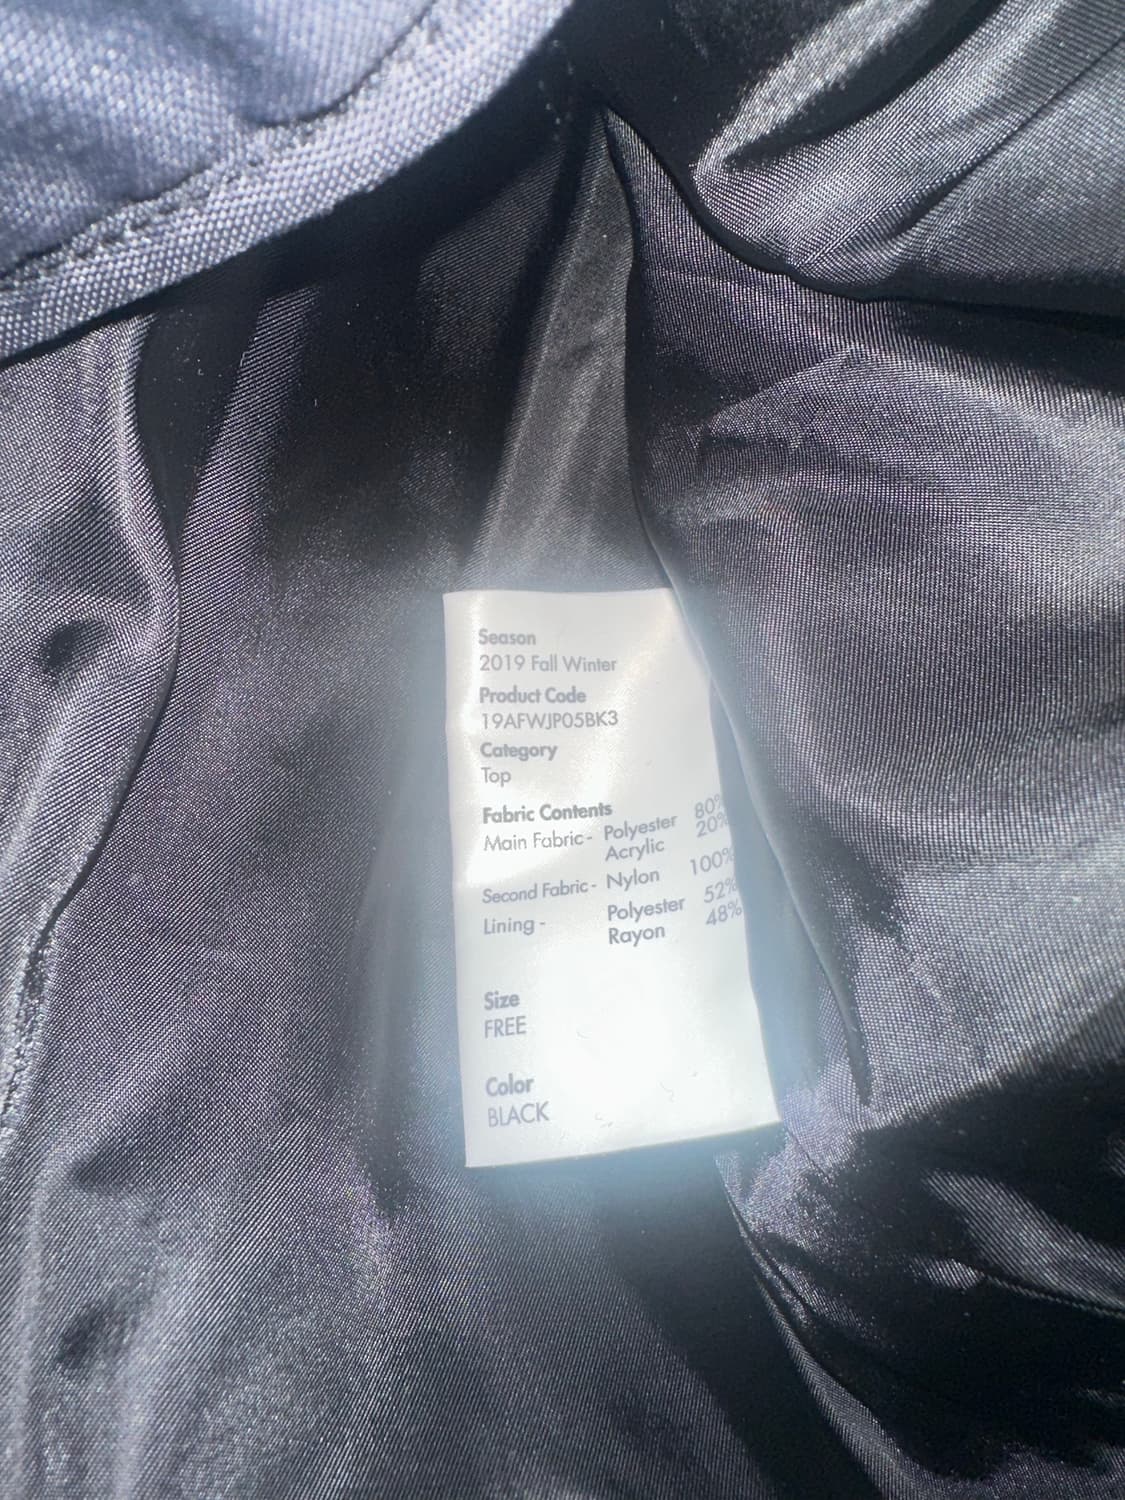 Season
2019 Fall Winter
Product Code
19AFWJP05BK3
Category
Top
Fabric Contents
Main Fabric - Polyester 80%
Acrylic 20%
Second Fabric - Nylon 100%
Lining - Polyester 52%
Rayon 48%
Size
FREE
Color
BLACK